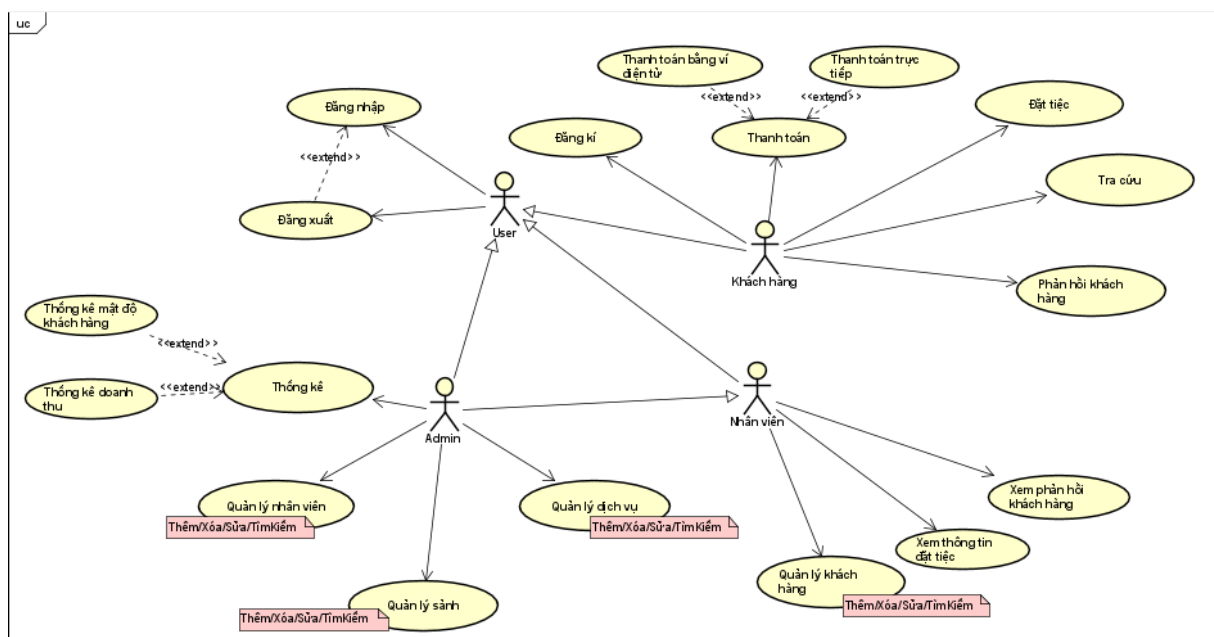 uc
Thanh toán bằng ví
điện tử
Thanh toán trực
tiếp
<<extend>>
<<extend>>
Đăng nhập
Đăng kí
Thanh toán
Đặt tiệc
<<extend>>
Tra cứu
Đăng xuất
User
Khách hàng
Phản hồi khách
hàng
Thống kê mật độ
khách hàng
<<extend>>
Thống kê doanh
thu
<<extend>>
Thống kê
Admin
Nhân viên
Quản lý nhân viên
Thêm/Xóa/Sửa/TìmKiếm
Quản lý dịch vụ
Thêm/Xóa/Sửa/TìmKiếm
Xem phản hồi
khách hàng
Xem thông tin
đặt tiệc
Quản lý khách
hàng
Thêm/Xóa/Sửa/TìmKiếm
Quản lý sảnh
Thêm/Xóa/Sửa/TìmKiếm